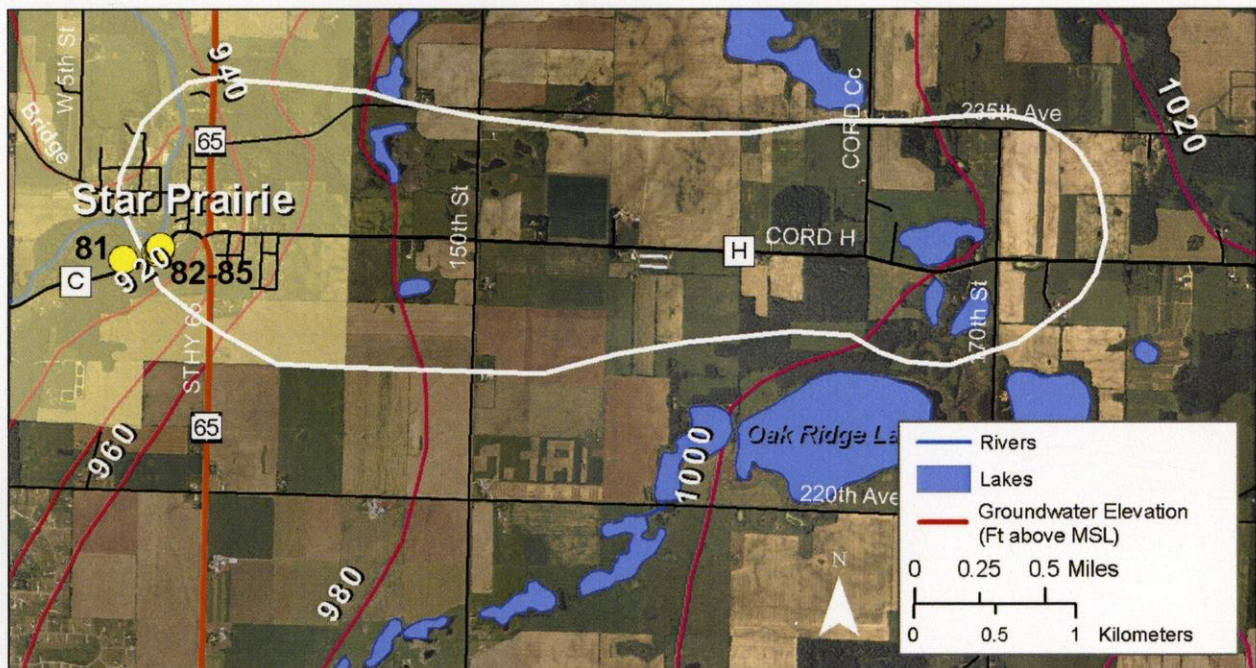 W 5th St
940
CORD Cc
235th Ave
1020
Bridge
65
Star Prairie
150th St
CORD H
H
81
920
82-85
C
170th St
STHY 65
65
960
1000
Oak Ridge La
220th Ave
980
N
Rivers
Lakes
Groundwater Elevation
(Ft above MSL)
0 0.25 0.5 Miles
0 0.5 1 Kilometers